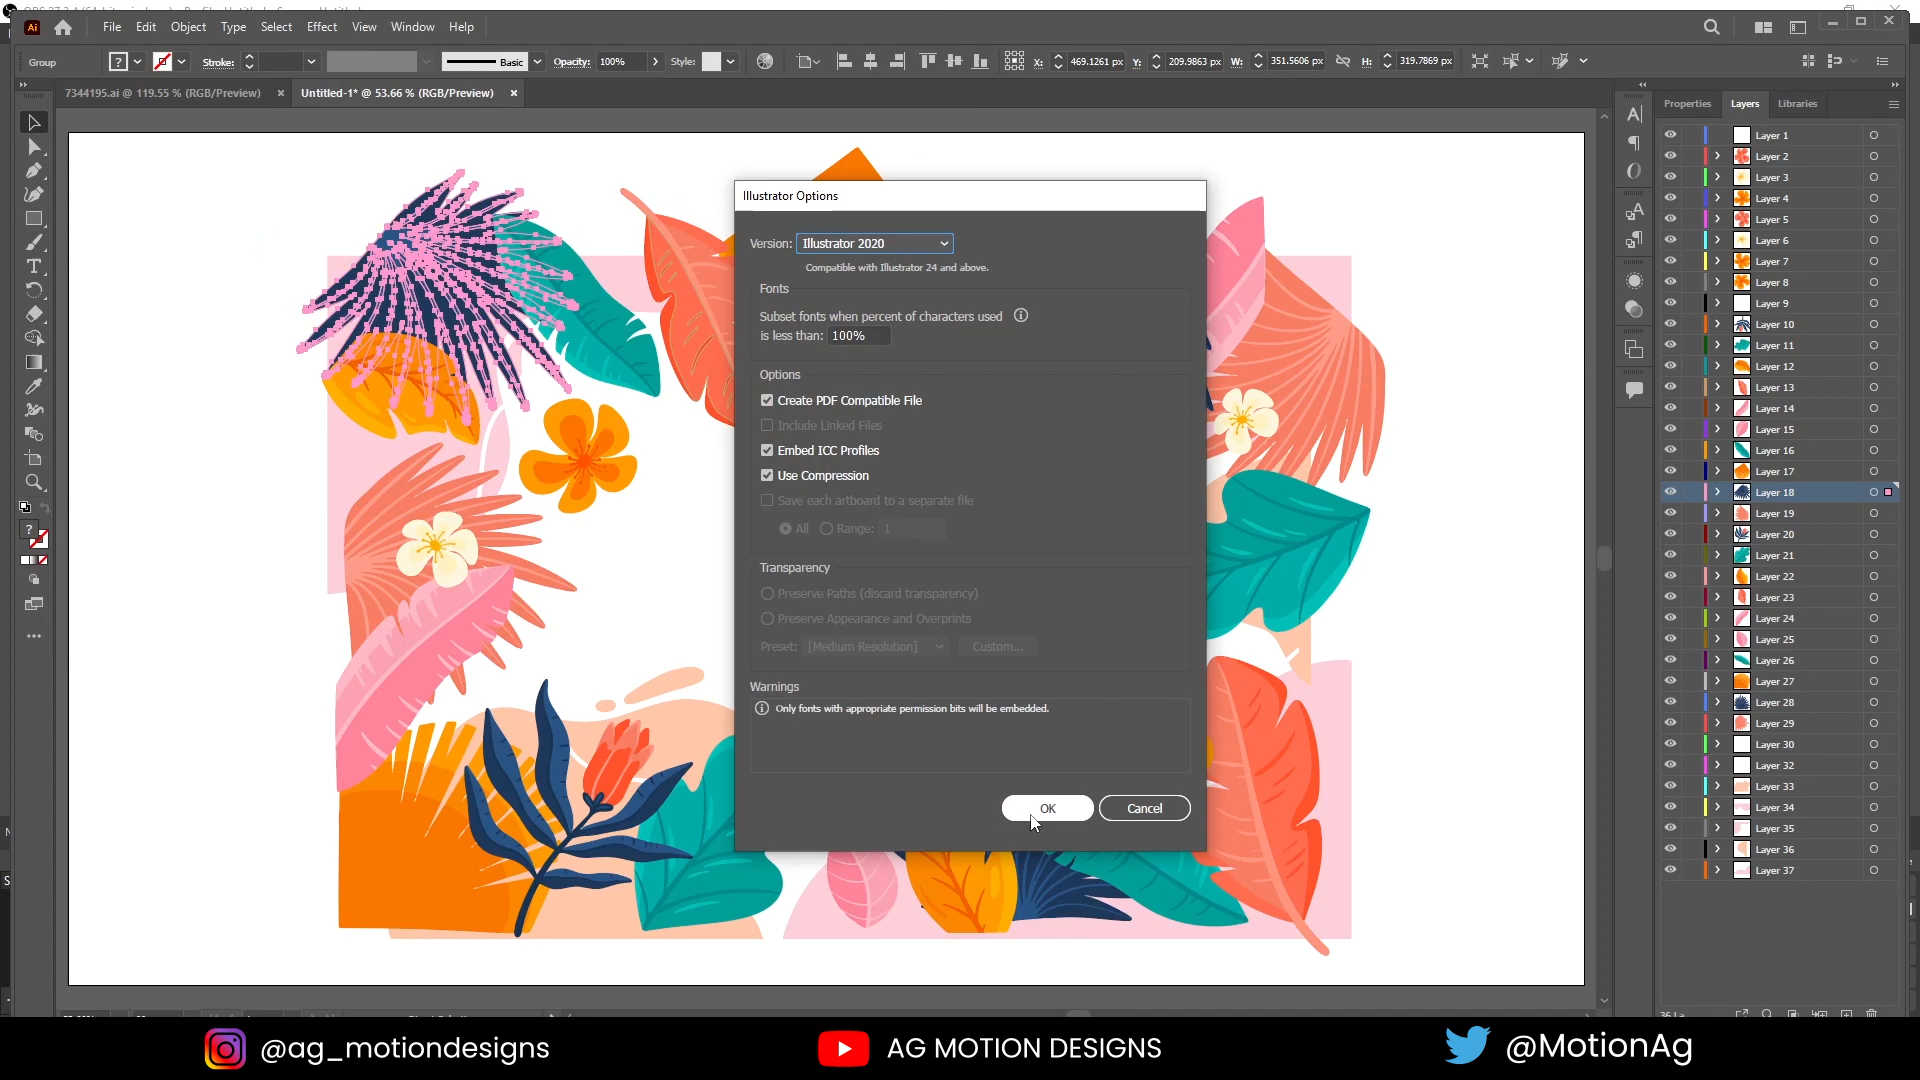 Ai
File Edit Object Type Select Effect View Window Help
Group
?
Stroke:
Basic
Opacity: 100%
Style:
X: 469.1261 px
Y: 209.9863 px
W: 351.5606 px
H: 319.7869 px
7344195.ai @ 119.55 % (RGB/Preview) ×
Untitled-1* @ 53.66 % (RGB/Preview) ×
Properties Layers Libraries
Layer 1
Layer 2
Layer 3
Layer 4
Layer 5
Layer 6
Layer 7
Layer 8
Layer 9
Layer 10
Layer 11
Layer 12
Layer 13
Layer 14
Layer 15
Layer 16
Layer 17
Layer 18
Layer 19
Layer 20
Layer 21
Layer 22
Layer 23
Layer 24
Layer 25
Layer 26
Layer 27
Layer 28
Layer 29
Layer 30
Layer 32
Layer 33
Layer 34
Layer 35
Layer 36
Layer 37
Illustrator Options
Version: Illustrator 2020
Compatible with Illustrator 24 and above.
Fonts
Subset fonts when percent of characters used
is less than: 100%
Options
Create PDF Compatible File
Include Linked Files
Embed ICC Profiles
Use Compression
Save each artboard to a separate file
All Range: 1
Transparency
Preserve Paths (discard transparency)
Preserve Appearance and Overprints
Preset: [Medium Resolution] Custom...
Warnings
Only fonts with appropriate permission bits will be embedded.
OK Cancel
@ag_motiondesigns
AG MOTION DESIGNS
@MotionAg